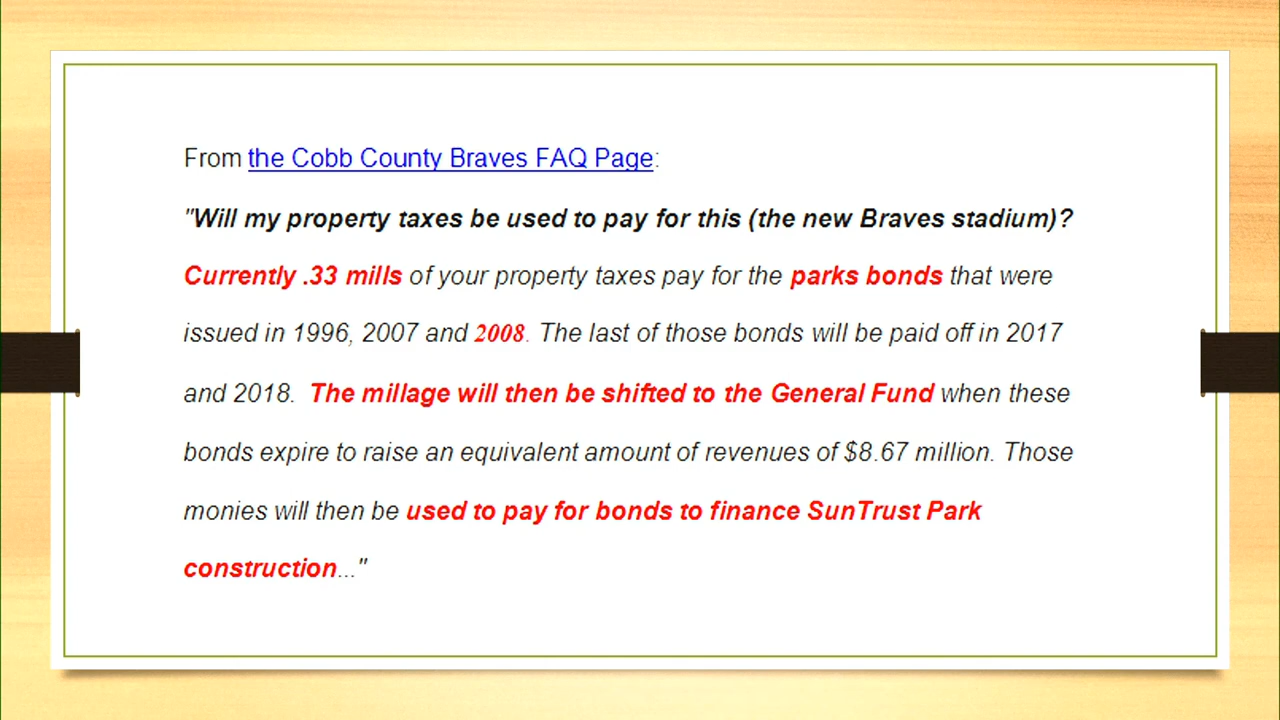 From the Cobb County Braves FAQ Page:
"Will my property taxes be used to pay for this (the new Braves stadium)?
Currently .33 mills of your property taxes pay for the parks bonds that were
issued in 1996, 2007 and 2008. The last of those bonds will be paid off in 2017
and 2018. The millage will then be shifted to the General Fund when these
bonds expire to raise an equivalent amount of revenues of $8.67 million. Those
monies will then be used to pay for bonds to finance SunTrust Park
construction..."